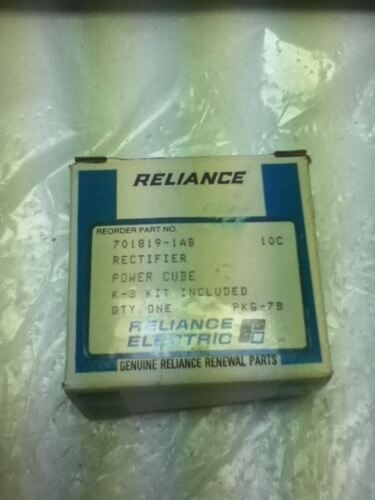 RELIANCE
REORDER PART NO.
701819-1AB 10C
RECTIFIER
POWER CUBE
K-3 KIT INCLUDED
QTY. ONE PKG-7B
RELIANCE
ELECTRIC
GENUINE RELIANCE RENEWAL PARTS